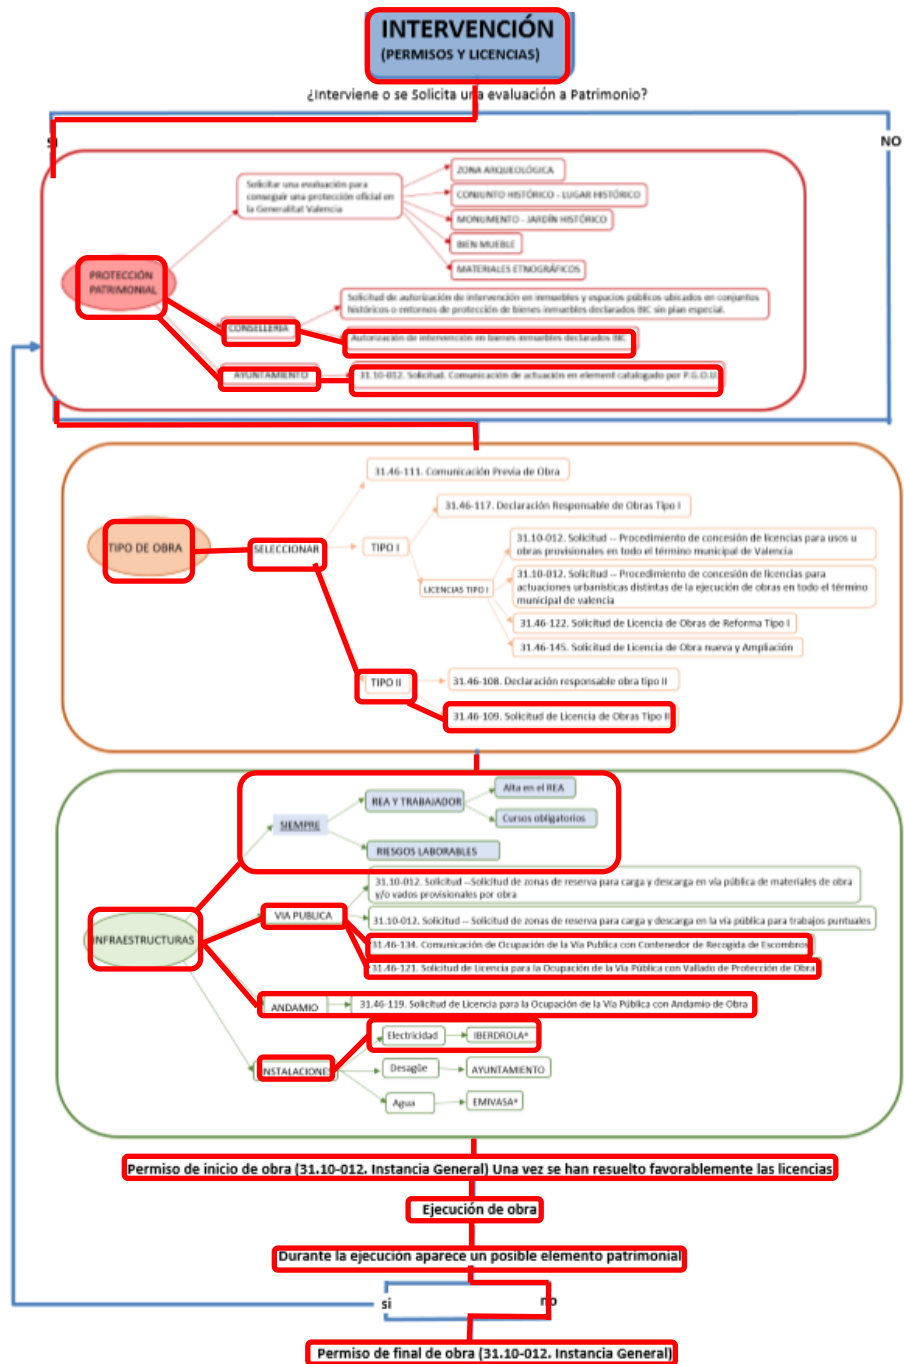 INTERVENCIÓN
(PERMISOS Y LICENCIAS)
¿Interviene o se Solicita una evaluación a Patrimonio?
SI
NO
Solicitar una evaluación para
conseguir una protección oficial en
la Generalitat Valencia
ZONA ARQUEOLÓGICA
CONJUNTO HISTÓRICO - LUGAR HISTÓRICO
MONUMENTO - JARDÍN HISTÓRICO
BIEN MUEBLE
MATERIALES ETNOGRÁFICOS
PROTECCIÓN
PATRIMONIAL
CONSELLERIA
Solicitud de autorización de intervención en inmuebles y espacios públicos ubicados en conjuntos
históricos o entornos de protección de bienes inmuebles declarados BIC sin plan especial.
Autorización de intervención en bienes inmuebles declarados BIC
AYUNTAMIENTO
31.10-012. Solicitud. Comunicación de actuación en element catalogado por P.G.O.U.
TIPO DE OBRA
SELECCIONAR
31.46-111. Comunicación Previa de Obra
TIPO I
31.46-117. Declaración Responsable de Obras Tipo I
LICENCIAS TIPO I
31.10-012. Solicitud -- Procedimiento de concesión de licencias para usos u
obras provisionales en todo el término municipal de Valencia
31.10-012. Solicitud -- Procedimiento de concesión de licencias para
actuaciones urbanísticas distintas de la ejecución de obras en todo el término
municipal de valencia
31.46-122. Solicitud de Licencia de Obras de Reforma Tipo I
31.46-145. Solicitud de Licencia de Obra nueva y Ampliación
TIPO II
31.46-108. Declaración responsable obra tipo II
31.46-109. Solicitud de Licencia de Obras Tipo II
SIEMPRE
REA Y TRABAJADOR
Alta en el REA
Cursos obligatorios
RIESGOS LABORABLES
INFRAESTRUCTURAS
VIA PUBLICA
31.10-012. Solicitud --Solicitud de zonas de reserva para carga y descarga en vía pública de materiales de obra
y/o vados provisionales por obra
31.10-012. Solicitud -- Solicitud de zonas de reserva para carga y descarga en la vía pública para trabajos puntuales
31.46-134. Comunicación de Ocupación de la Vía Publica con Contenedor de Recogida de Escombros
31.46-121. Solicitud de Licencia para la Ocupación de la Vía Pública con Vallado de Protección de Obra
ANDAMIO
31.46-119. Solicitud de Licencia para la Ocupación de la Vía Pública con Andamio de Obra
INSTALACIONES
Electricidad
IBERDROLA*
Desagüe
AYUNTAMIENTO
Agua
EMIVASA*
Permiso de inicio de obra (31.10-012. Instancia General) Una vez se han resuelto favorablemente las licencias
Ejecución de obra
Durante la ejecución aparece un posible elemento patrimonial
si
no
Permiso de final de obra (31.10-012. Instancia General)